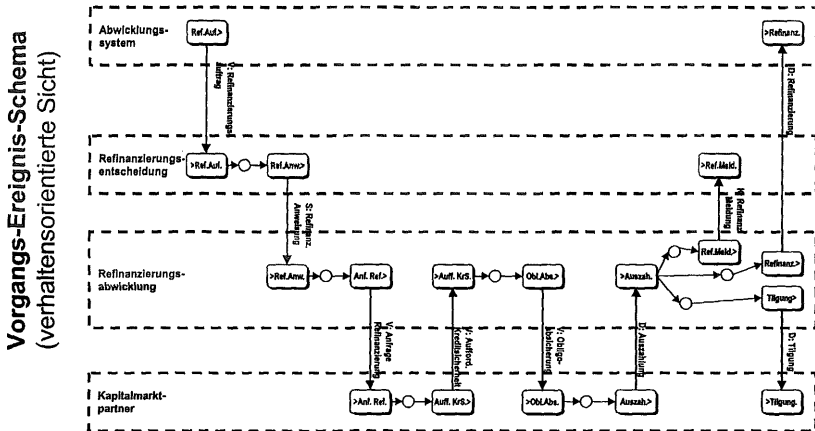 Vorgangs-Ereignis-Schema
(verhaltensorientierte Sicht)
Abwicklungs-
system
Ref.Auf.>
>Refinanz.
V: Refinanzierungs
auftrag
D: Refinanzierung
Refinanzierungs-
entscheidung
>Ref.Auf.
Ref.Anw.>
>Ref.Meld.
S: Refinanz.
Anweisung
K: Refinanz
Meldung
Refinanzierungs-
abwicklung
>Ref.Anw.
Anf. Ref.>
>Auff. KrS.
Obl.Abs.>
>Auszah.
Ref.Meld.>
Refinanz.>
Tilgung>
V: Anfrage
Refinanzierung
V: Aufford.
Kreditsicherheit
V: Obligo-
absicherung
D: Auszahlung
D: Tilgung
Kapitalmarkt-
partner
>Anf. Ref.
Auff. KrS.>
>Obl.Abs.
Auszah.>
>Tilgung.